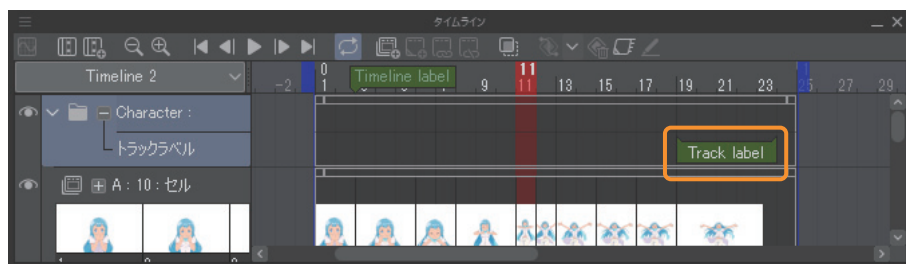 タイムライン
Timeline 2
-2 0 1 Timeline label 9 11 11 13 15 17 19 21 23 1 25 27 29
Character :
トラックラベル
Track label
A : 10 : セル